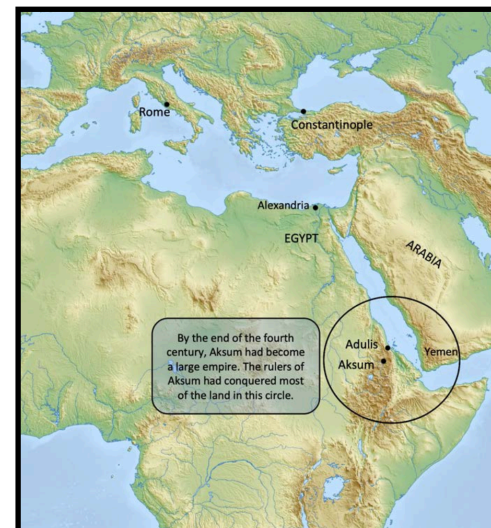 Rome
Constantinople
Alexandria
EGYPT
ARABIA
By the end of the fourth
century, Aksum had become
a large empire. The rulers of
Aksum had conquered most
of the land in this circle.
Adulis
Aksum
Yemen